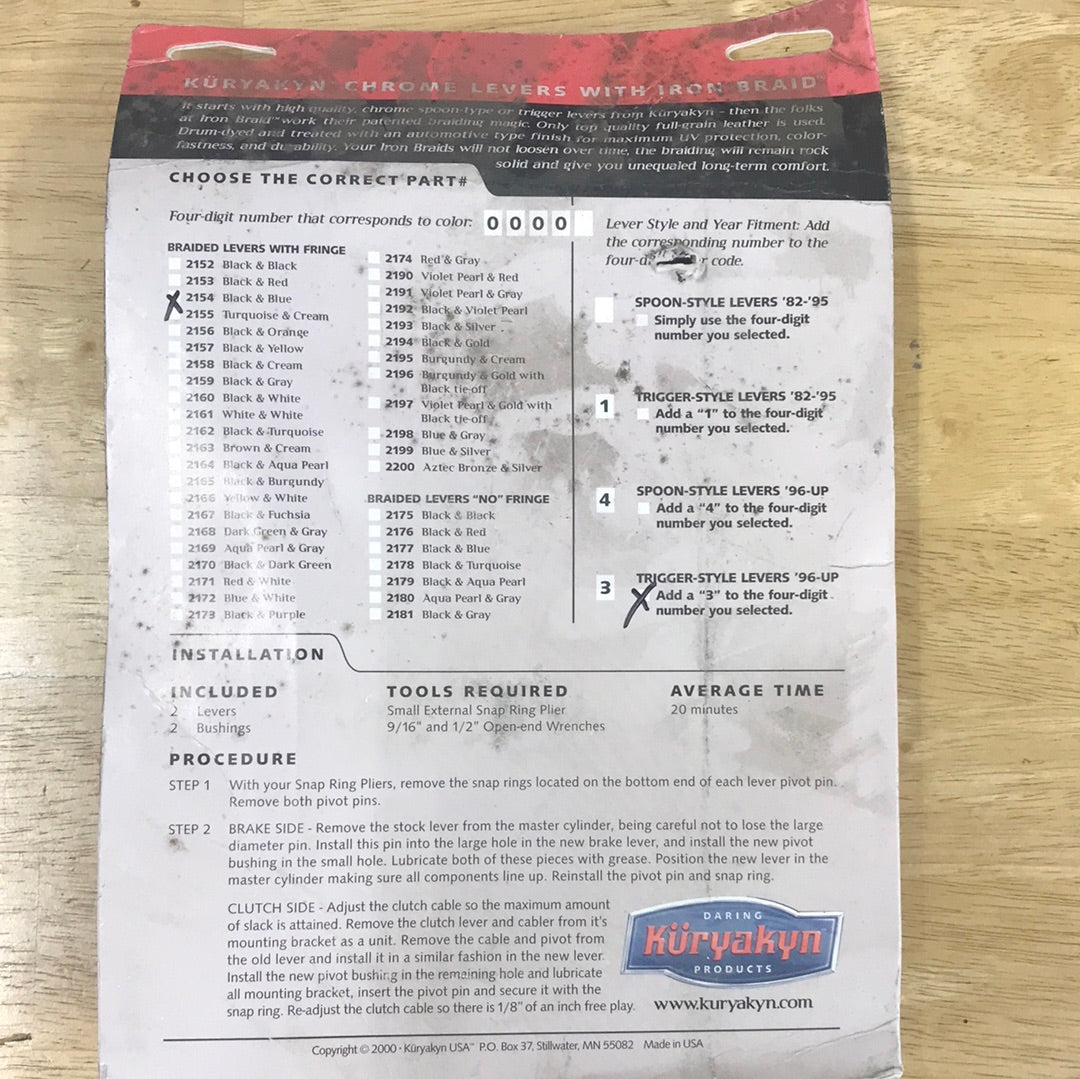 KÜRYAKYN CHROME LEVERS WITH IRON BRAID™
It starts with high quality, chrome spoon-type or trigger levers from Küryakyn - then the folks
at Iron Braid™ work their patented braiding magic. Only top quality full-grain leather is used.
Drum-dyed and treated with an automotive type finish for maximum UV protection, color-
fastness, and durability. Your Iron Braids will not loosen over time, the braiding will remain rock
solid and give you unequaled long-term comfort.
CHOOSE THE CORRECT PART#
Four-digit number that corresponds to color: 0 0 0 0
BRAIDED LEVERS WITH FRINGE
2152 Black & Black
2153 Black & Red
X 2154 Black & Blue
2155 Turquoise & Cream
2156 Black & Orange
2157 Black & Yellow
2158 Black & Cream
2159 Black & Gray
2160 Black & White
2161 White & White
2162 Black & Turquoise
2163 Brown & Cream
2164 Black & Aqua Pearl
2165 Black & Burgundy
2166 Yellow & White
2167 Black & Fuchsia
2168 Dark Green & Gray
2169 Aqua Pearl & Gray
2170 Black & Dark Green
2171 Red & White
2172 Blue & White
2173 Black & Purple
2174 Red & Gray
2190 Violet Pearl & Red
2191 Violet Pearl & Gray
2192 Black & Violet Pearl
2193 Black & Silver
2194 Black & Gold
2195 Burgundy & Cream
2196 Burgundy & Gold with
Black tie-off
2197 Violet Pearl & Gold with
Black tie-off
2198 Blue & Gray
2199 Blue & Silver
2200 Aztec Bronze & Silver
BRAIDED LEVERS "NO" FRINGE
2175 Black & Black
2176 Black & Red
2177 Black & Blue
2178 Black & Turquoise
2179 Black & Aqua Pearl
2180 Aqua Pearl & Gray
2181 Black & Gray
Lever Style and Year Fitment: Add
the corresponding number to the
four-d r code.
SPOON-STYLE LEVERS '82-'95
Simply use the four-digit
number you selected.
1 TRIGGER-STYLE LEVERS '82-'95
Add a "1" to the four-digit
number you selected.
4 SPOON-STYLE LEVERS '96-UP
Add a "4" to the four-digit
number you selected.
3 TRIGGER-STYLE LEVERS '96-UP
X Add a "3" to the four-digit
number you selected.
INSTALLATION
INCLUDED
2 Levers
2 Bushings
TOOLS REQUIRED
Small External Snap Ring Plier
9/16" and 1/2" Open-end Wrenches
AVERAGE TIME
20 minutes
PROCEDURE
STEP 1 With your Snap Ring Pliers, remove the snap rings located on the bottom end of each lever pivot pin.
Remove both pivot pins.
STEP 2 BRAKE SIDE - Remove the stock lever from the master cylinder, being careful not to lose the large
diameter pin. Install this pin into the large hole in the new brake lever, and install the new pivot
bushing in the small hole. Lubricate both of these pieces with grease. Position the new lever in the
master cylinder making sure all components line up. Reinstall the pivot pin and snap ring.
CLUTCH SIDE - Adjust the clutch cable so the maximum amount
of slack is attained. Remove the clutch lever and cabler from it's
mounting bracket as a unit. Remove the cable and pivot from
the old lever and install it in a similar fashion in the new lever.
Install the new pivot bushing in the remaining hole and lubricate
all mounting bracket, insert the pivot pin and secure it with the
snap ring. Re-adjust the clutch cable so there is 1/8" of an inch free play.
DARING
Küryakyn
PRODUCTS
www.kuryakyn.com
Copyright © 2000 · Küryakyn USA™ P.O. Box 37, Stillwater, MN 55082 Made in USA